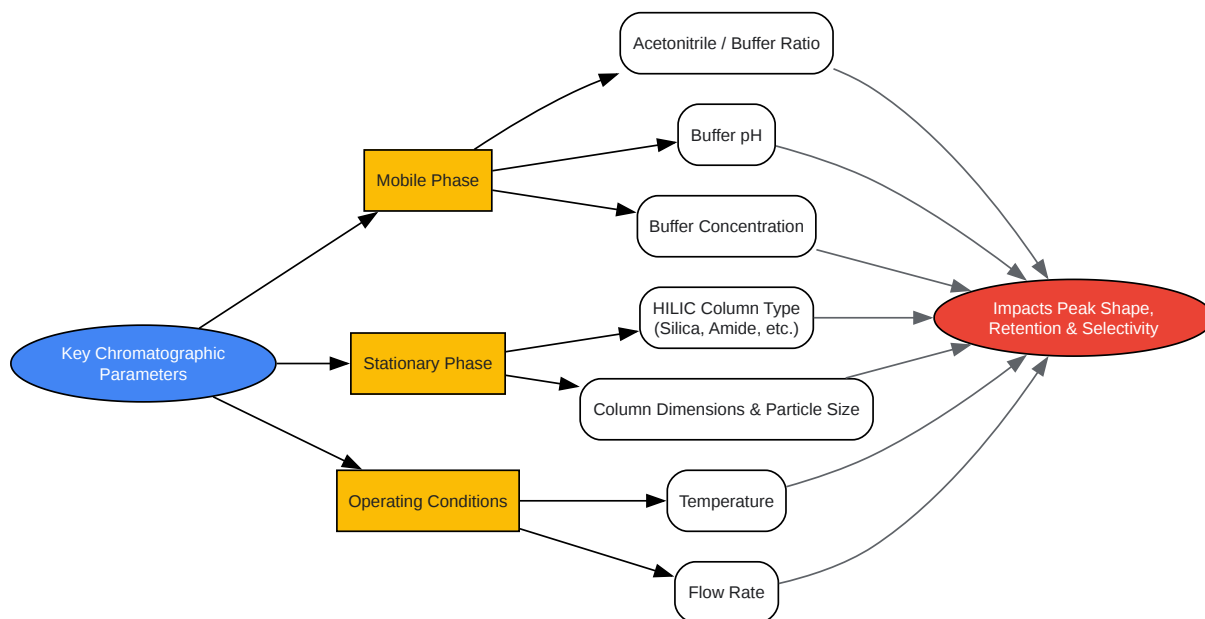 Key Chromatographic
Parameters
Mobile Phase
Stationary Phase
Operating Conditions
Acetonitrile / Buffer Ratio
Buffer pH
Buffer Concentration
HILIC Column Type
(Silica, Amide, etc.)
Column Dimensions & Particle Size
Temperature
Flow Rate
Impacts Peak Shape,
Retention & Selectivity